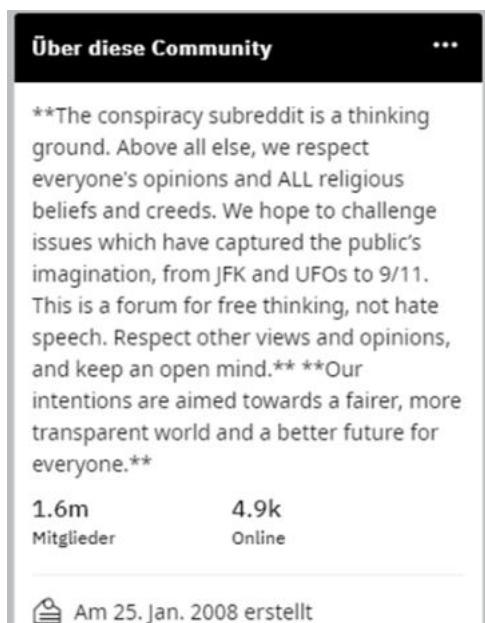 Über diese Community
**The conspiracy subreddit is a thinking
ground. Above all else, we respect
everyone's opinions and ALL religious
beliefs and creeds. We hope to challenge
issues which have captured the public’s
imagination, from JFK and UFOs to 9/11.
This is a forum for free thinking, not hate
speech. Respect other views and opinions,
and keep an open mind.** **Our
intentions are aimed towards a fairer, more
transparent world and a better future for
everyone.**
1.6m 4.9k
Mitglieder Online
Am 25. Jan. 2008 erstellt